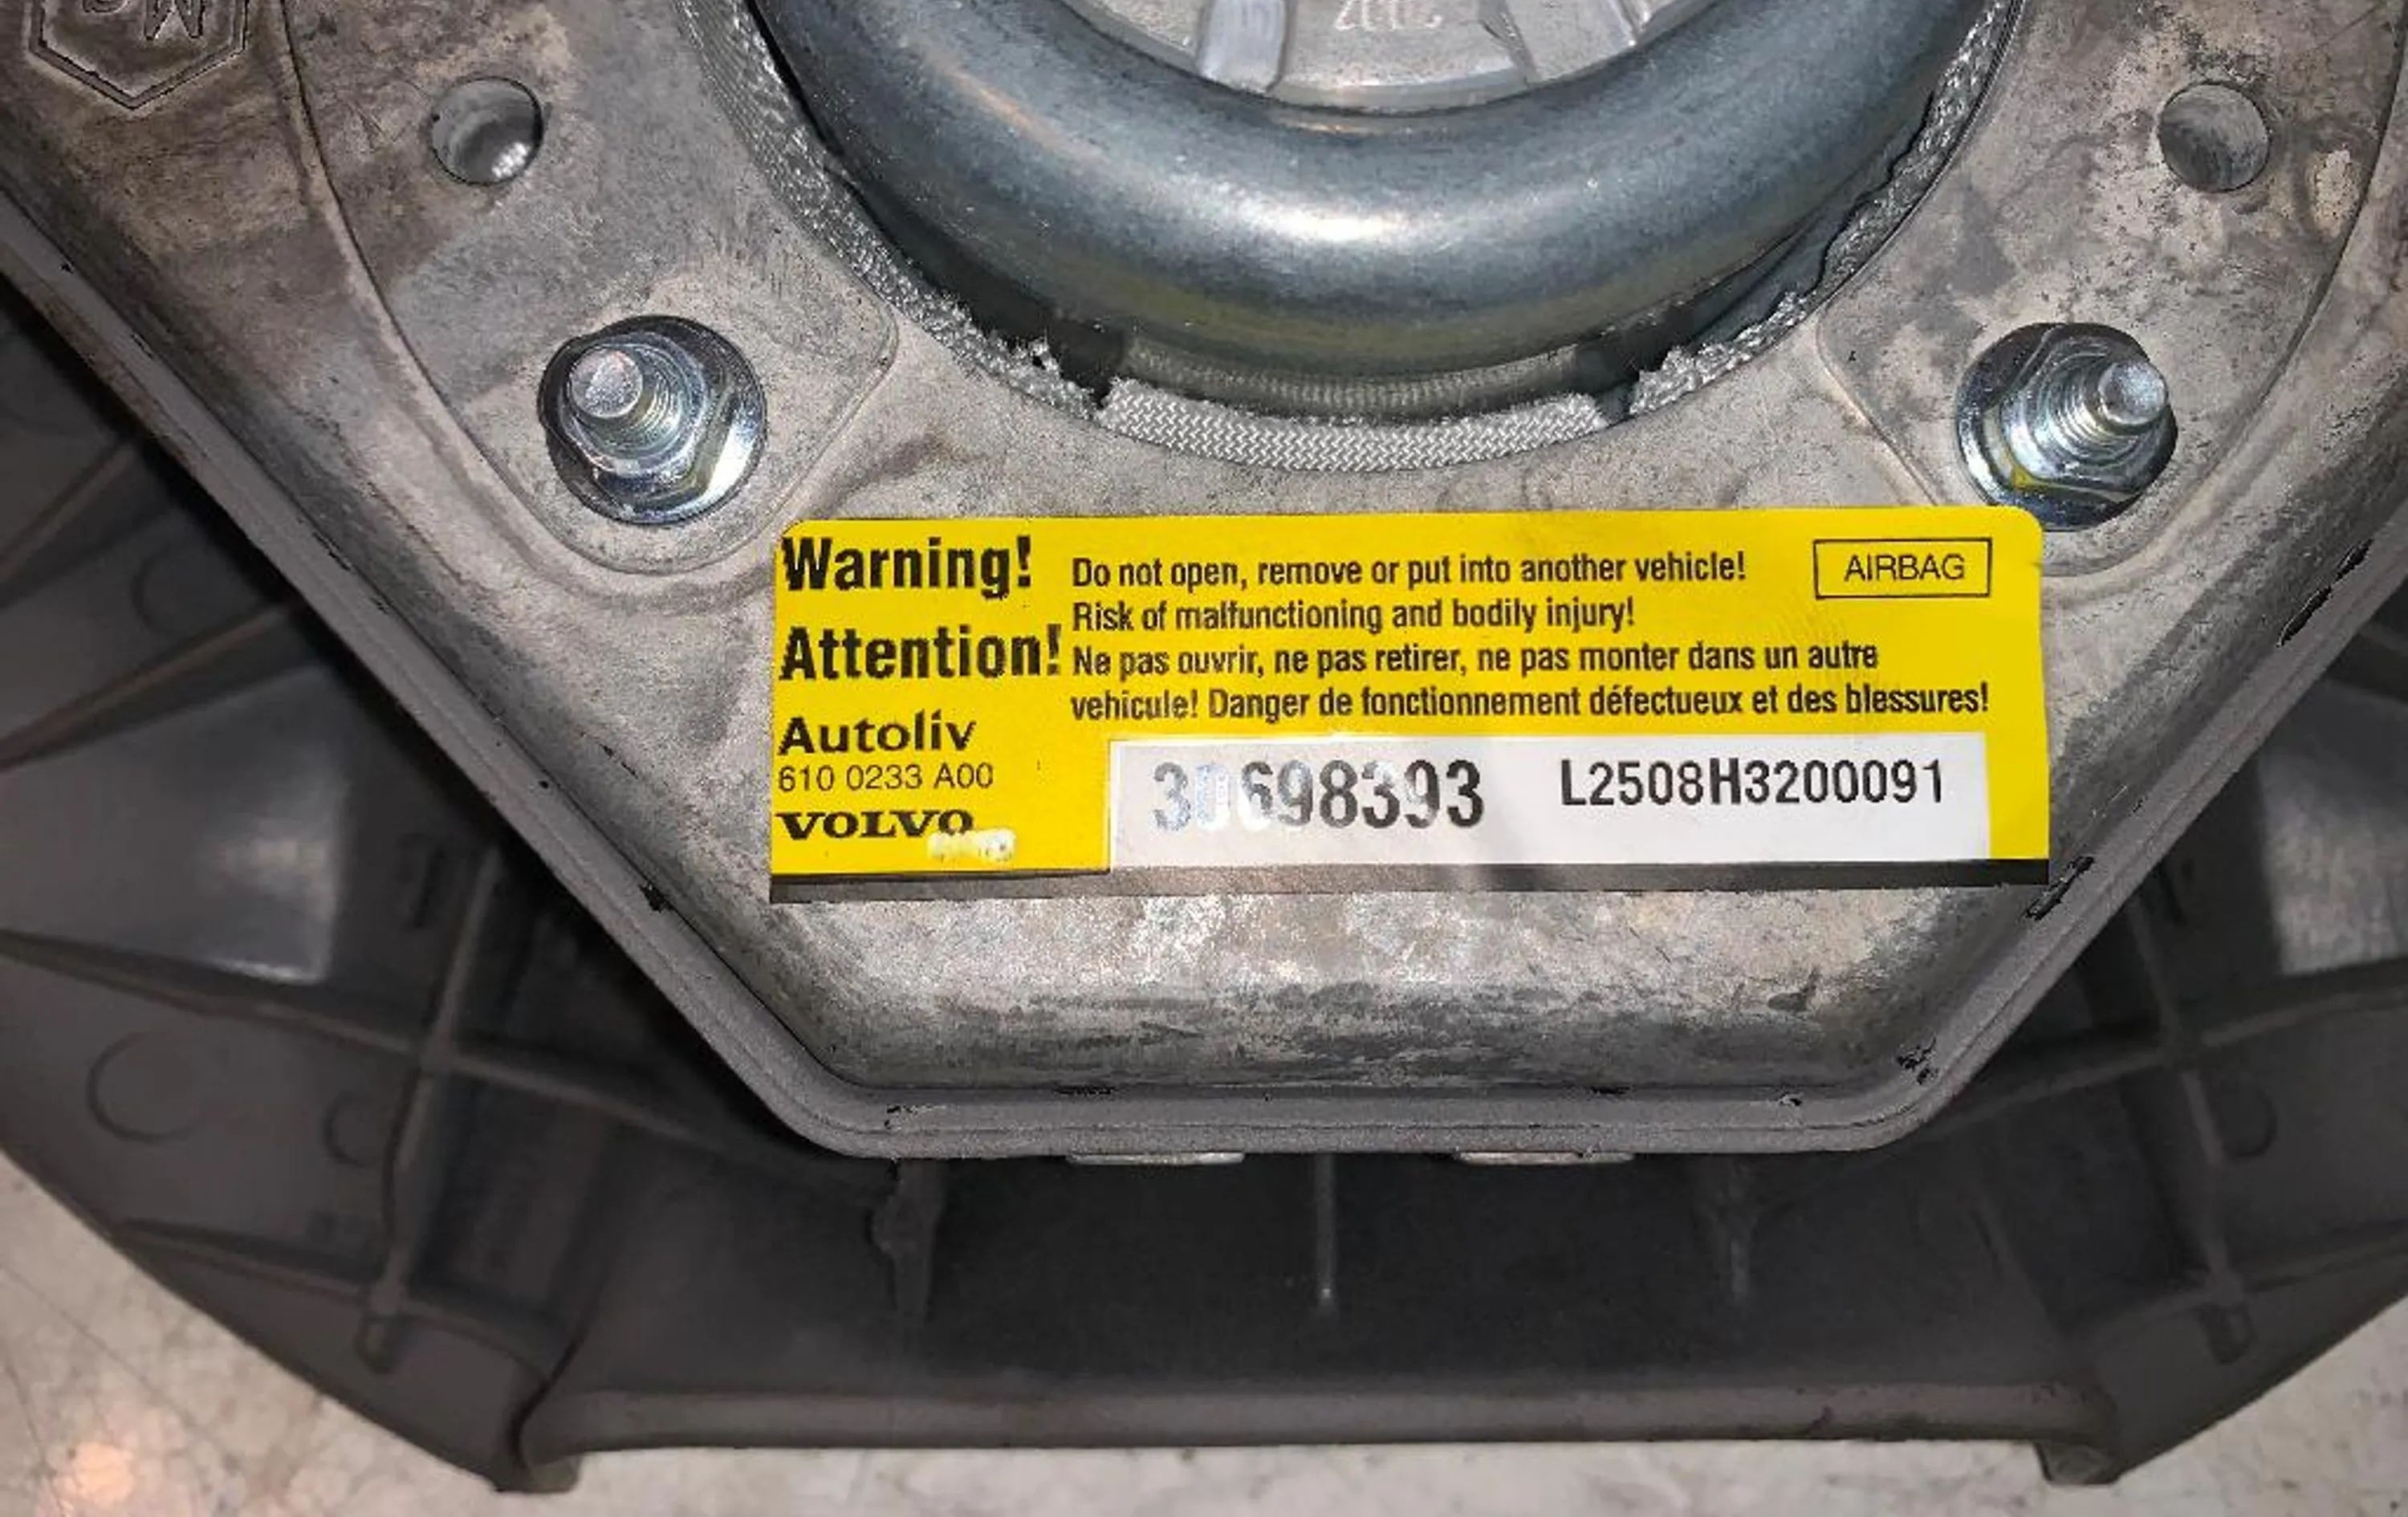 Warning!
Do not open, remove or put into another vehicle!
AIRBAG
Risk of malfunctioning and bodily injury!
Attention!
Ne pas ouvrir, ne pas retirer, ne pas monter dans un autre
vehicule! Danger de fonctionnement défectueux et des blessures!
Autoliv
610 0233 A00
VOLVO
30698393
L2508H3200091